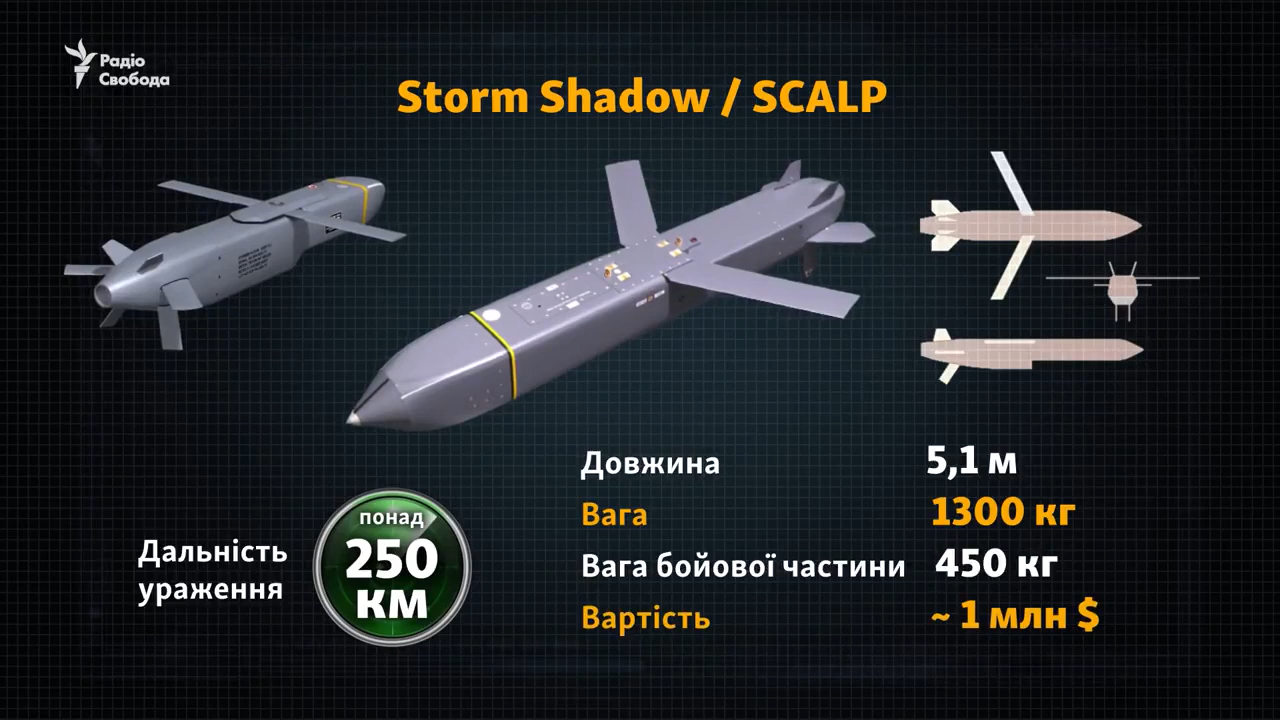 Радіо
Свобода
Storm Shadow / SCALP
Довжина 5,1 м
Вага 1300 кг
Вага бойової частини 450 кг
Вартість ~ 1 млн $
Дальність
ураження
понад
250
км